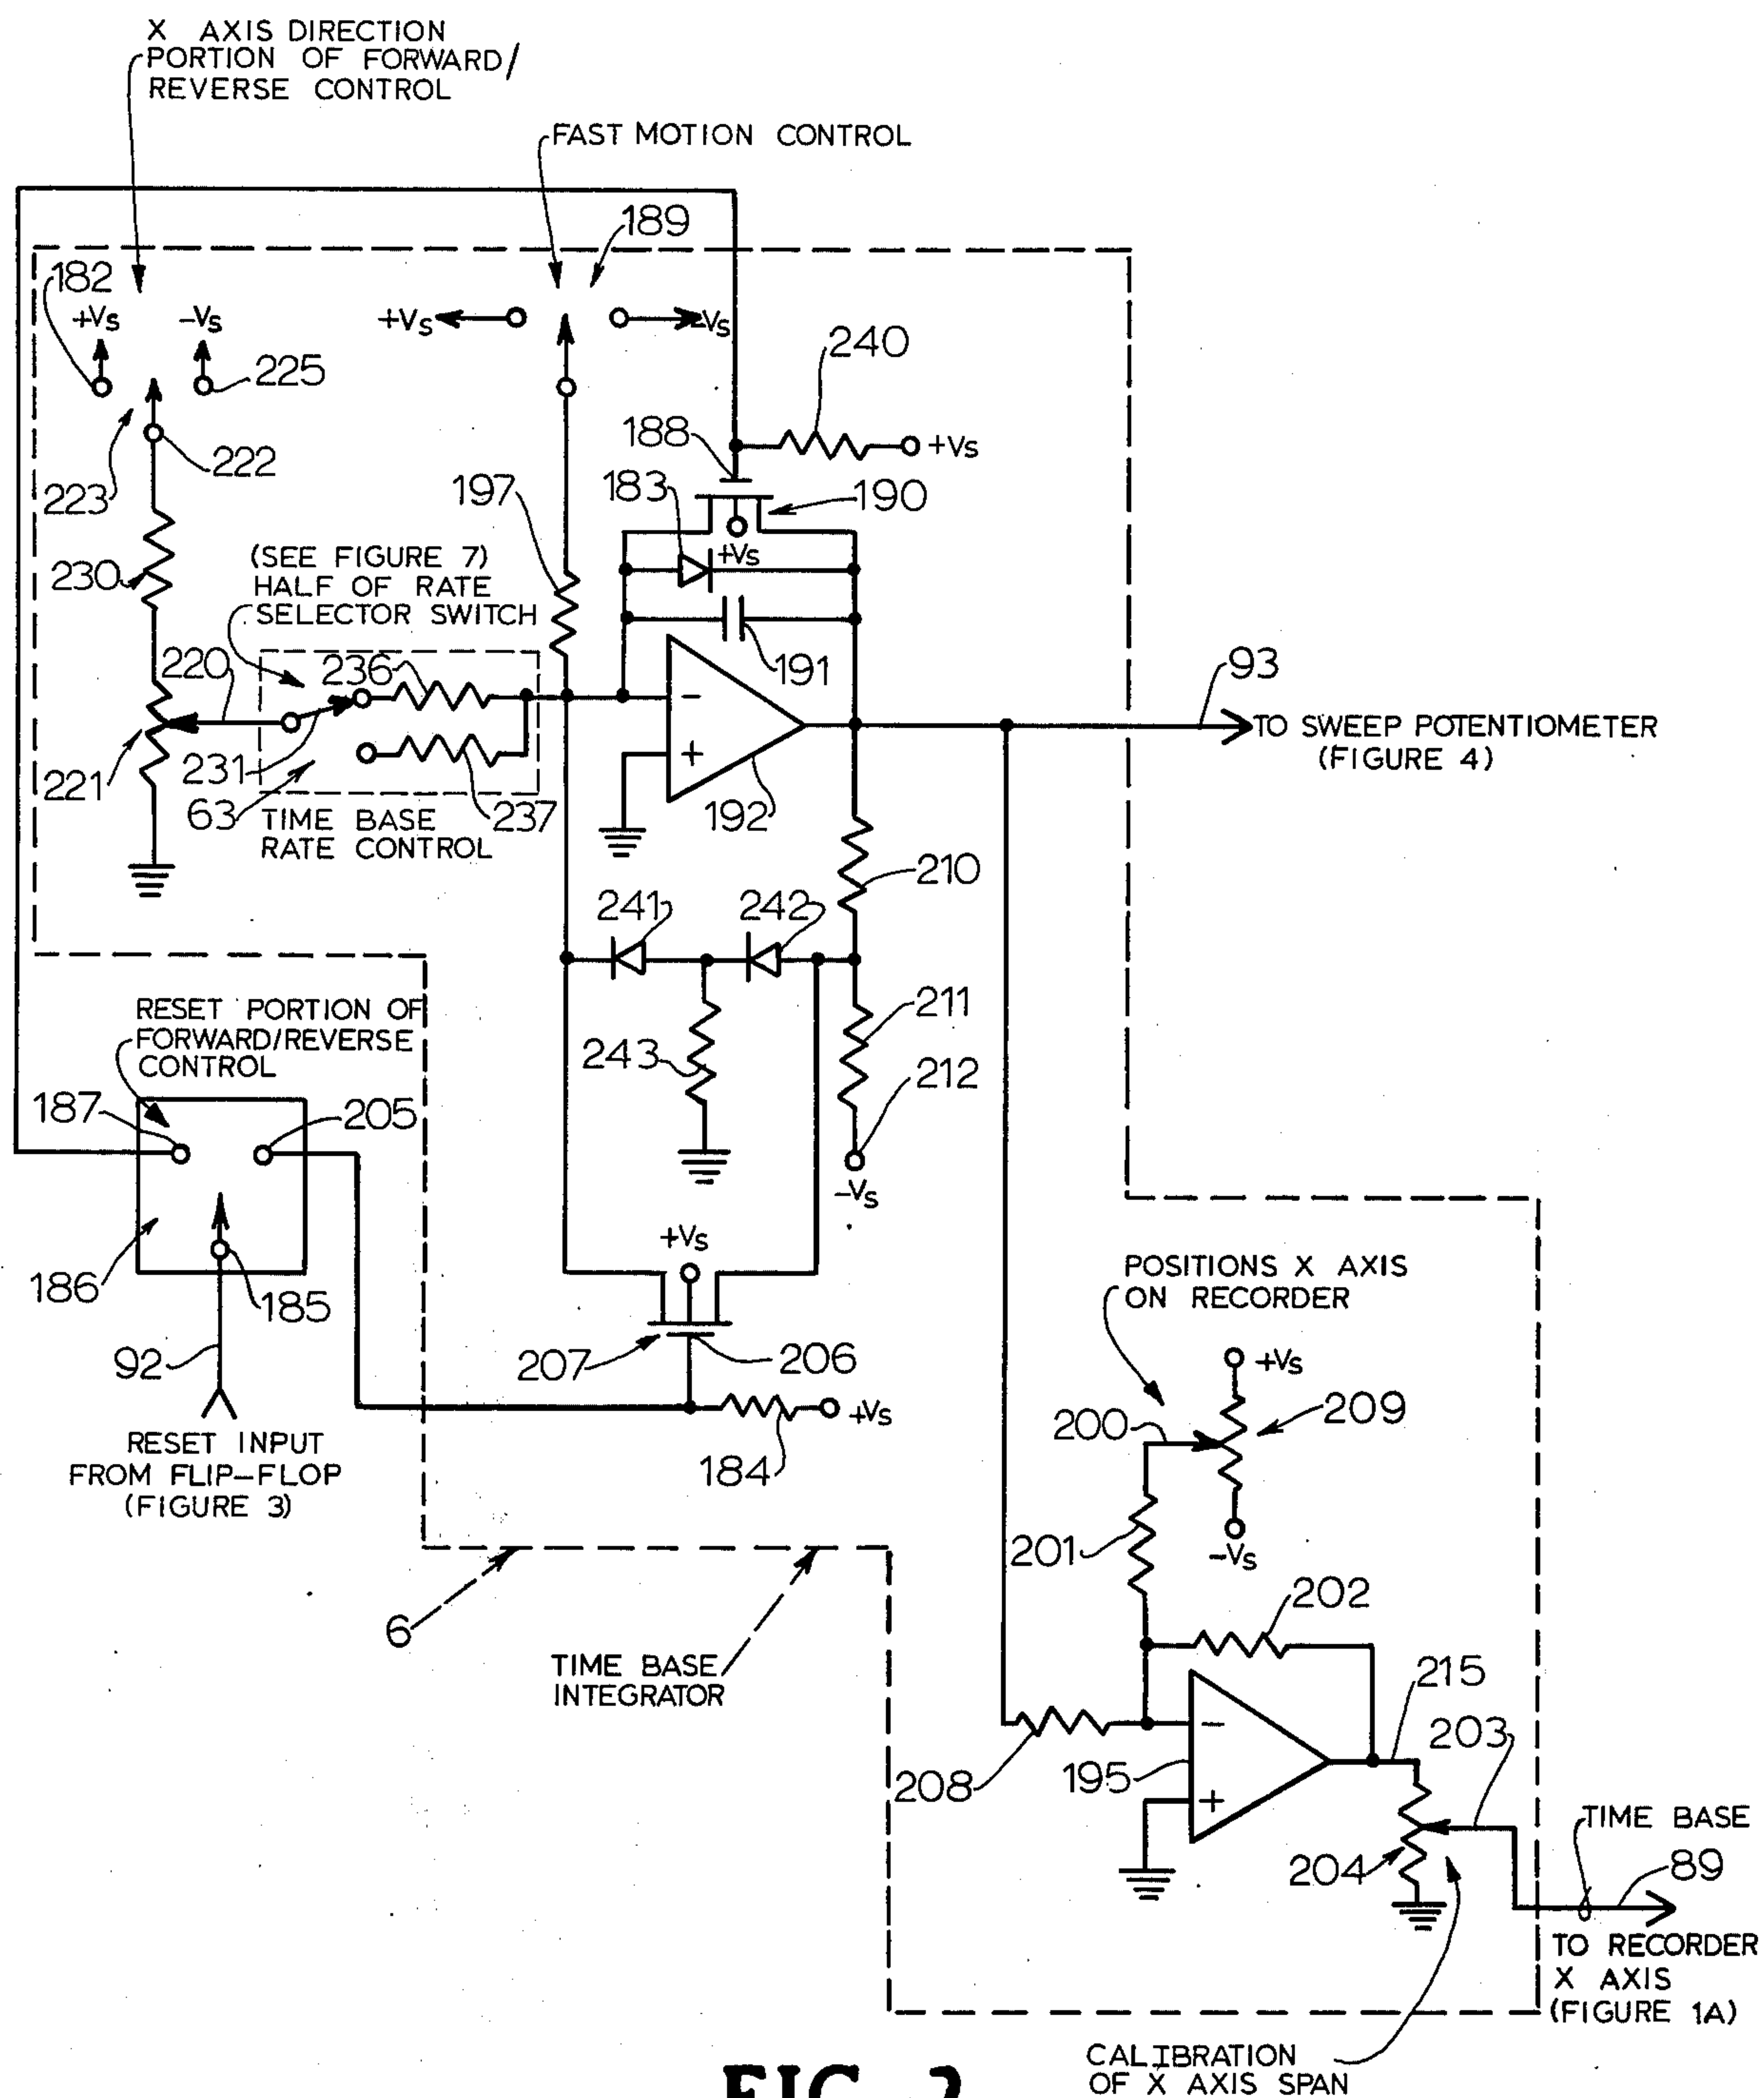 X AXIS DIRECTION
PORTION OF FORWARD/
REVERSE CONTROL
FAST MOTION CONTROL
189
182
+Vs
-Vs
+Vs
-Vs
225
240
188
+Vs
222
223
197
183
190
+Vs
230
(SEE FIGURE 7)
HALF OF RATE
SELECTOR SWITCH
191
220
236
93
−
TO SWEEP POTENTIOMETER
(FIGURE 4)
221
231
+
63
237
192
TIME BASE
RATE CONTROL
210
241
242
RESET PORTION OF
FORWARD/REVERSE
CONTROL
211
243
212
187
205
-Vs
+Vs
186
185
POSITIONS X AXIS
ON RECORDER
92
207
206
+Vs
200
209
+Vs
RESET INPUT
FROM FLIP-FLOP
(FIGURE 3)
184
201
-Vs
202
6
TIME BASE
INTEGRATOR
215
−
203
208
195
+
TIME BASE
204
89
TO RECORDER
X AXIS
(FIGURE 1A)
CALIBRATION
OF X AXIS SPAN
FIG. 2